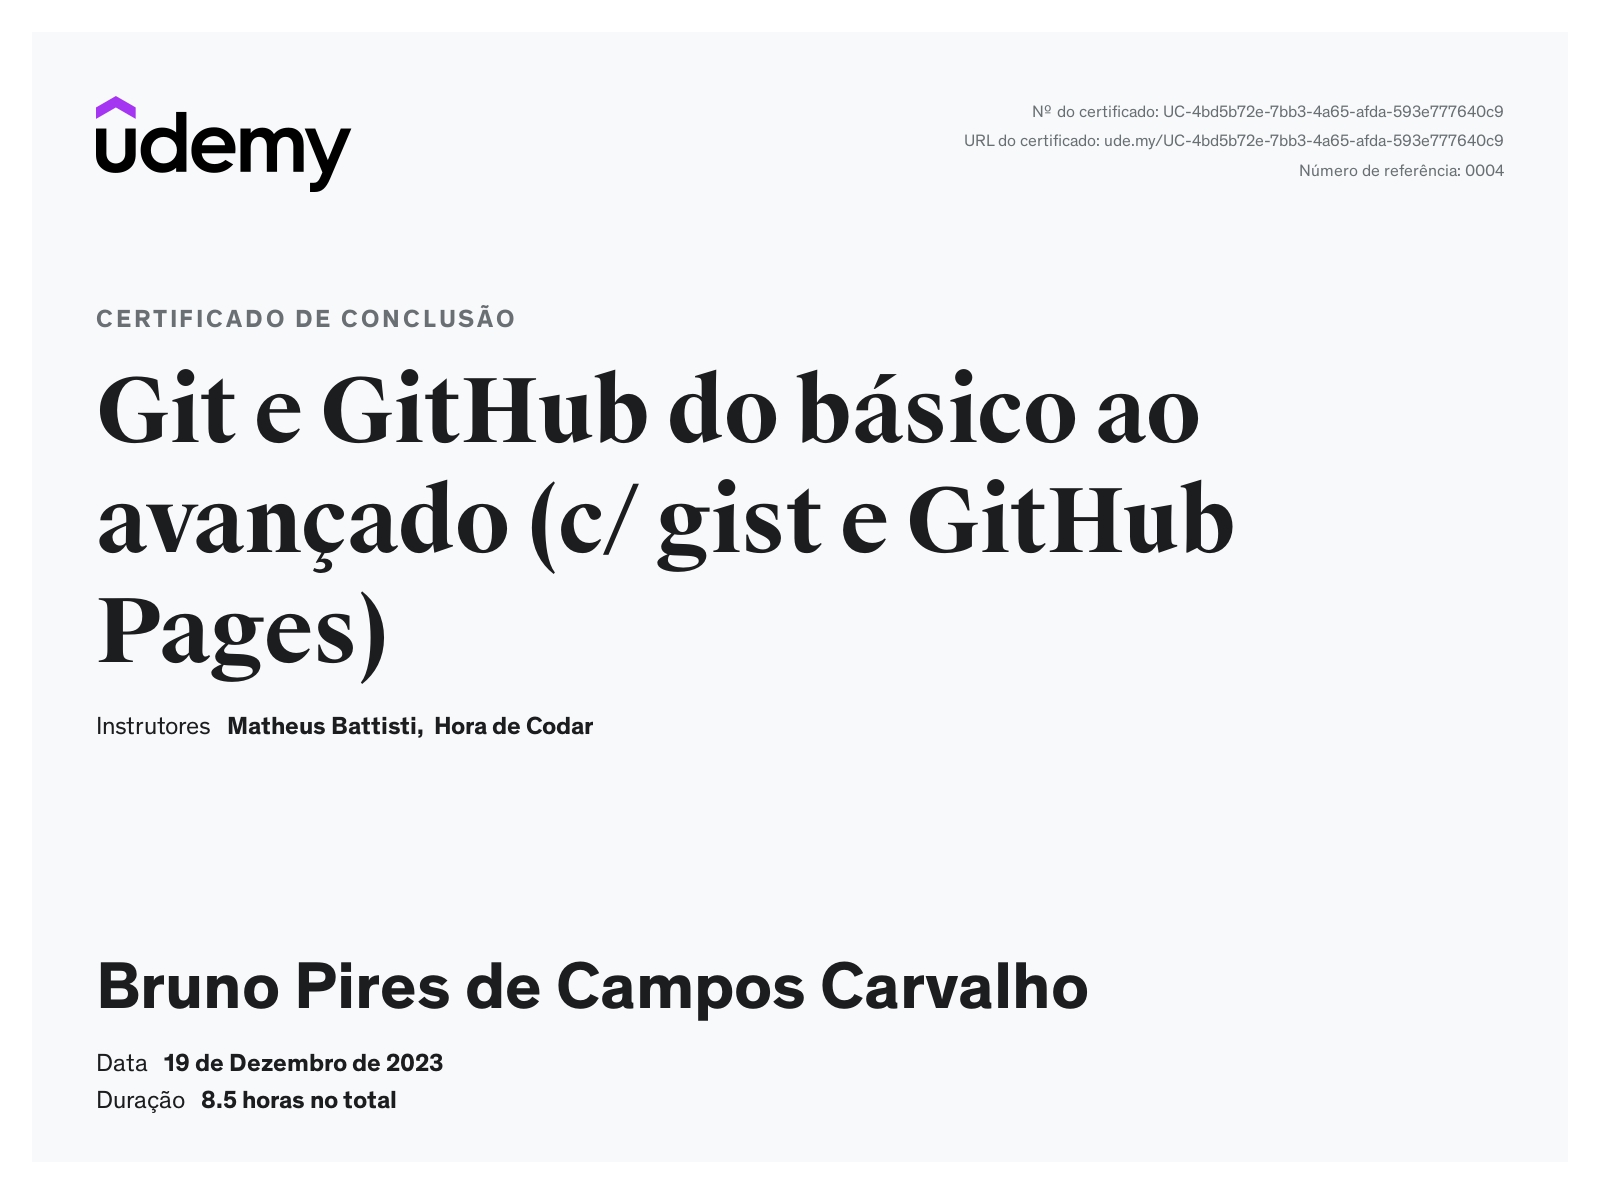 udemy
Nº do certificado: UC-4bd5b72e-7bb3-4a65-afda-593e777640c9
URL do certificado: ude.my/UC-4bd5b72e-7bb3-4a65-afda-593e777640c9
Número de referência: 0004
CERTIFICADO DE CONCLUSÃO
Git e GitHub do básico ao
avançado (c/ gist e GitHub
Pages)
Instrutores Matheus Battisti, Hora de Codar
Bruno Pires de Campos Carvalho
Data 19 de Dezembro de 2023
Duração 8.5 horas no total